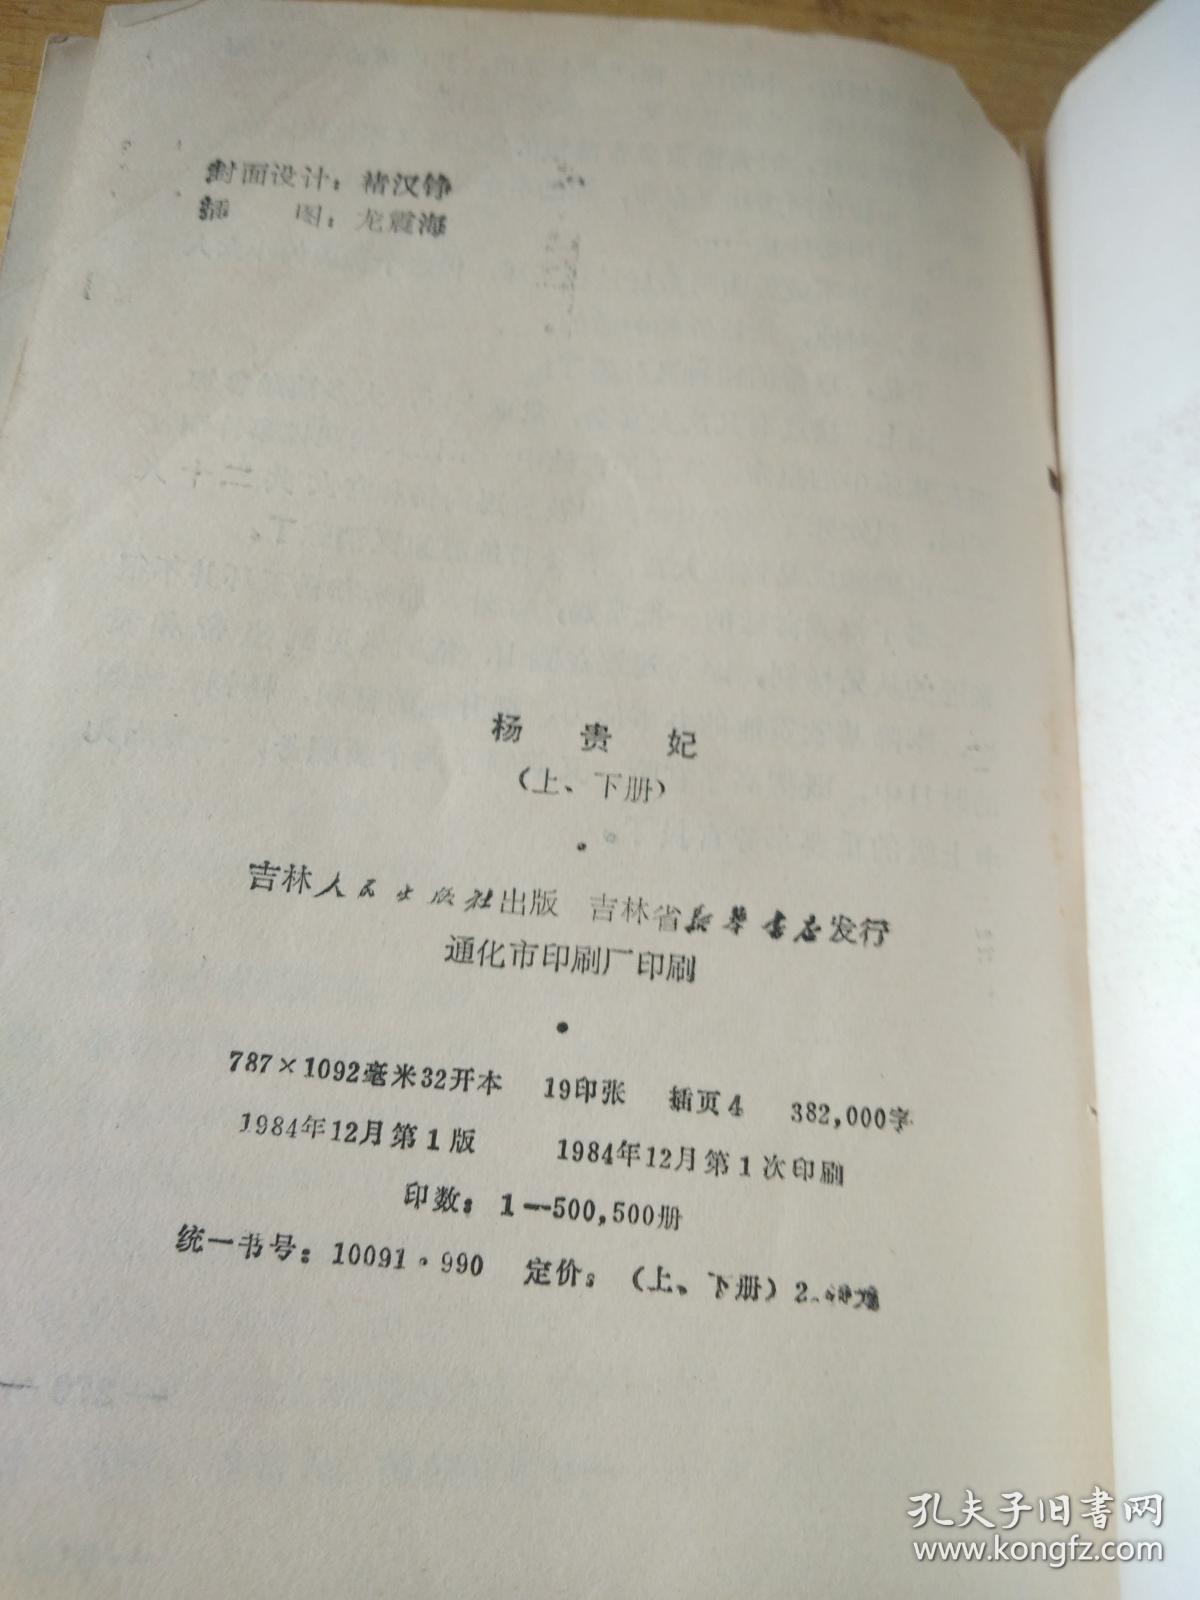 封面设计：褚汉铮
插 图：龙震海
杨 贵 妃
（上、下册）
吉林人民出版社出版 吉林省新华书店发行
通化市印刷厂印刷
787×1092毫米32开本 19印张 插页4 382,000字
1984年12月第1版 1984年12月第1次印刷
印数：1—500,500册
统一书号：10091·990 定价：（上、下册）2.
孔夫子旧书网
www.kongfz.com